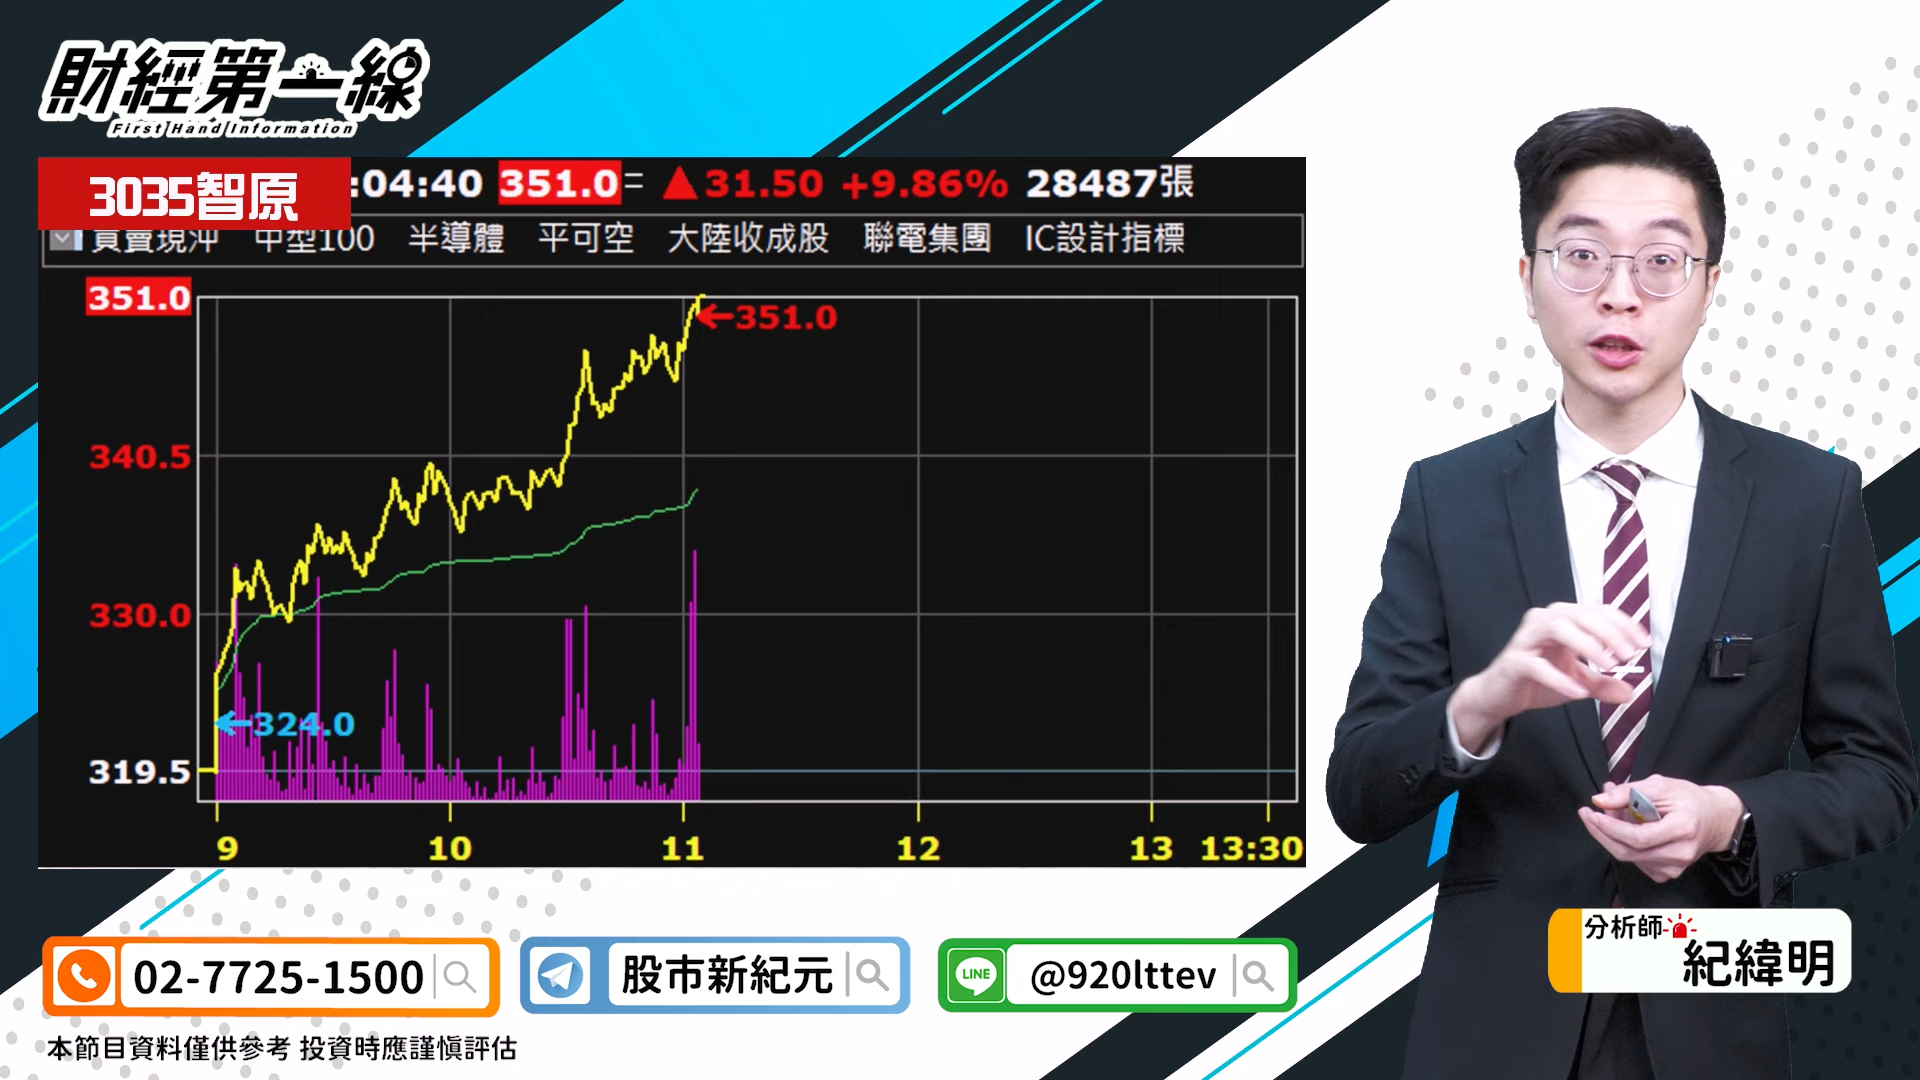 財經第一線
First Hand Information
3035智原
:04:40 351.0= ▲31.50 +9.86% 28487張
買賣現沖 中型100 半導體 平可空 大陸收成股 聯電集團 IC設計指標
351.0
←351.0
340.5
330.0
←324.0
319.5
9 10 11 12 13 13:30
02-7725-1500
股市新紀元
LINE @920lttev
分析師
紀緯明
本節目資料僅供參考 投資時應謹慎評估